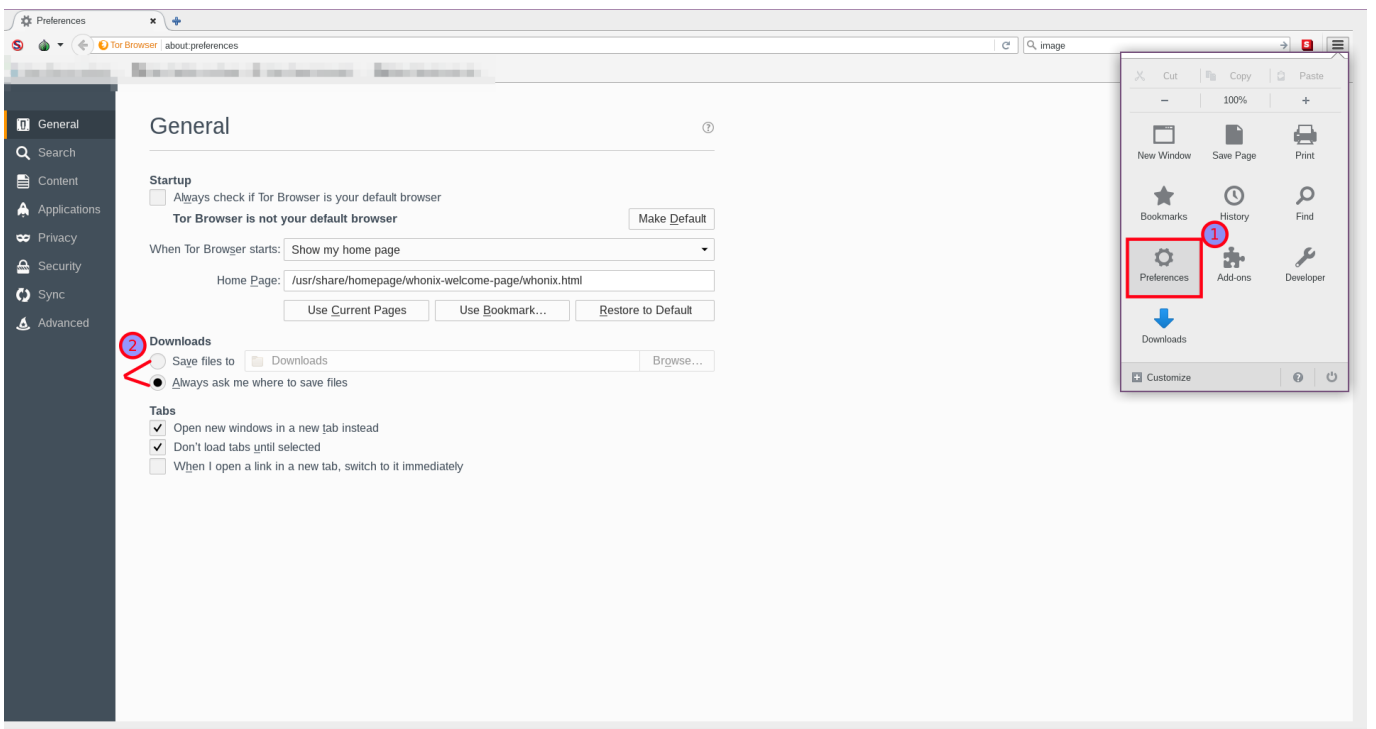 Preferences
Tor Browser about:preferences
image
General
Search
Content
Applications
Privacy
Security
Sync
Advanced
General
Startup
Always check if Tor Browser is your default browser
Tor Browser is not your default browser
Make Default
When Tor Browser starts: Show my home page
Home Page: /usr/share/homepage/whonix-welcome-page/whonix.html
Use Current Pages Use Bookmark... Restore to Default
2 Downloads
Save files to Downloads Browse...
Always ask me where to save files
Tabs
Open new windows in a new tab instead
Don't load tabs until selected
When I open a link in a new tab, switch to it immediately
Cut Copy Paste
− 100% +
New Window Save Page Print
Bookmarks History Find
1
Preferences Add-ons Developer
Downloads
Customize